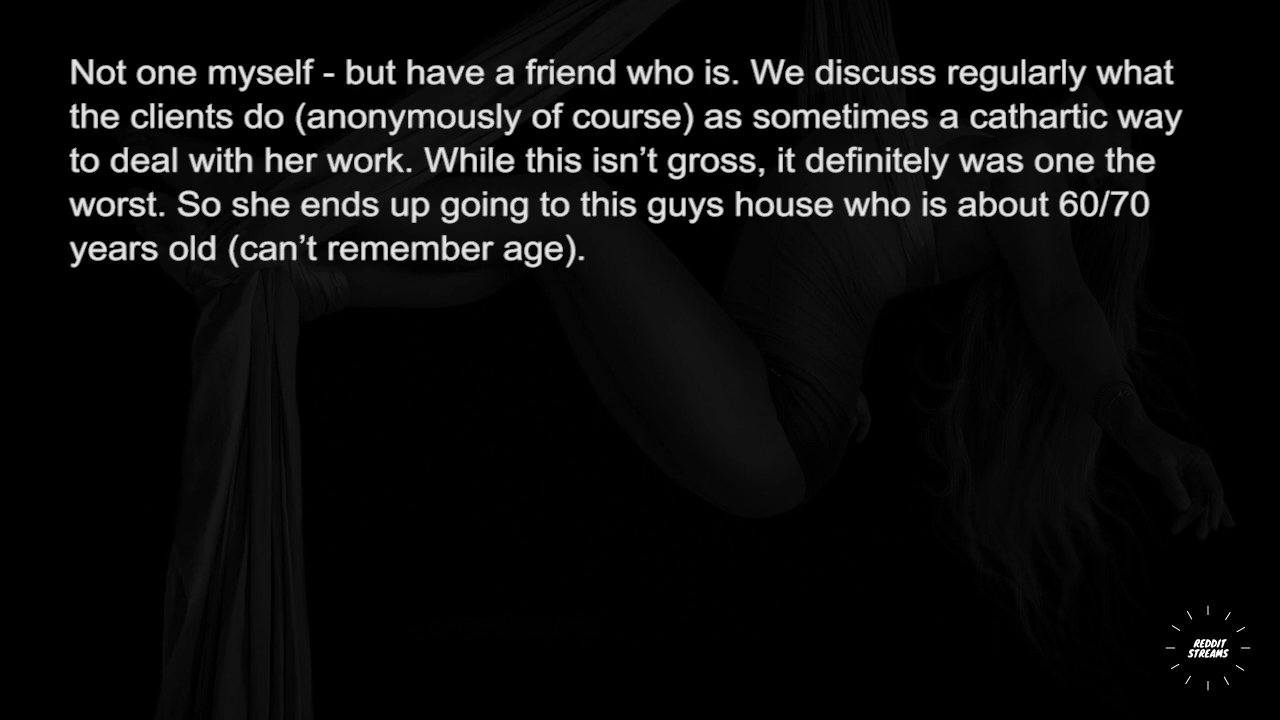 Not one myself - but have a friend who is. We discuss regularly what
the clients do (anonymously of course) as sometimes a cathartic way
to deal with her work. While this isn’t gross, it definitely was one the
worst. So she ends up going to this guys house who is about 60/70
years old (can’t remember age).
REDDIT
STREAMS